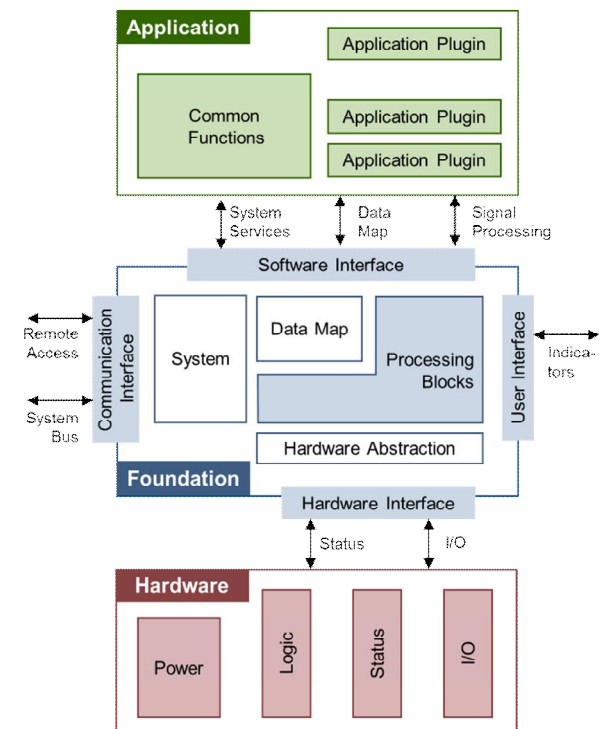 Application
Application Plugin
Common
Functions
Application Plugin
Application Plugin
System
Services
Data
Map
Signal
Processing
Software Interface
Remote
Access
System
Bus
Communication
Interface
System
Data Map
Processing
Blocks
User Interface
Indica-
tors
Hardware Abstraction
Foundation
Hardware Interface
Status
I/O
Hardware
Power
Logic
Status
I/O